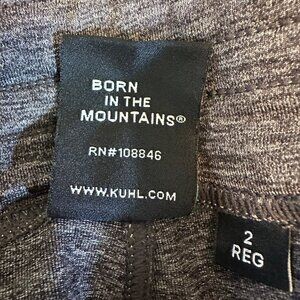 BORN
IN THE
MOUNTAINS®
RN#108846
WWW.KUHL.COM
2
REG